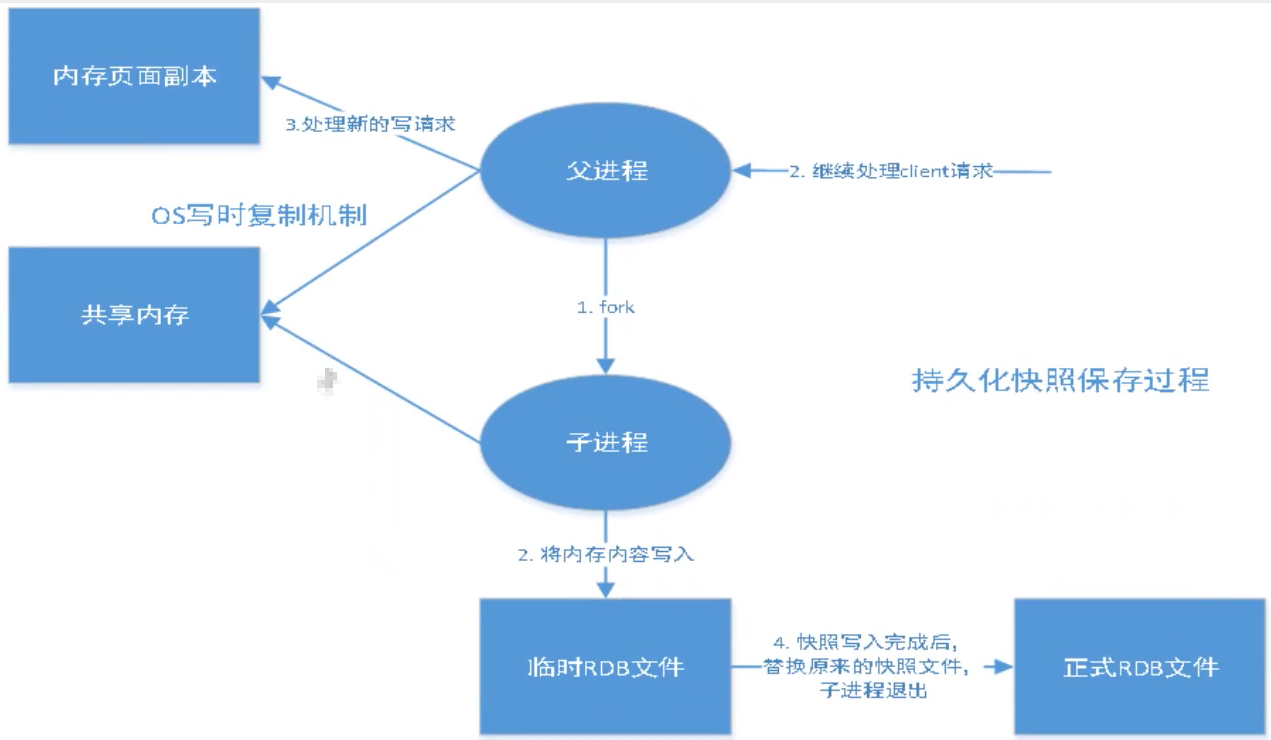 内存页面副本
3.处理新的写请求
父进程
2. 继续处理client请求
OS写时复制机制
共享内存
1. fork
持久化快照保存过程
子进程
2. 将内存内容写入
临时RDB文件
4. 快照写入完成后,
替换原来的快照文件,
子进程退出
正式RDB文件